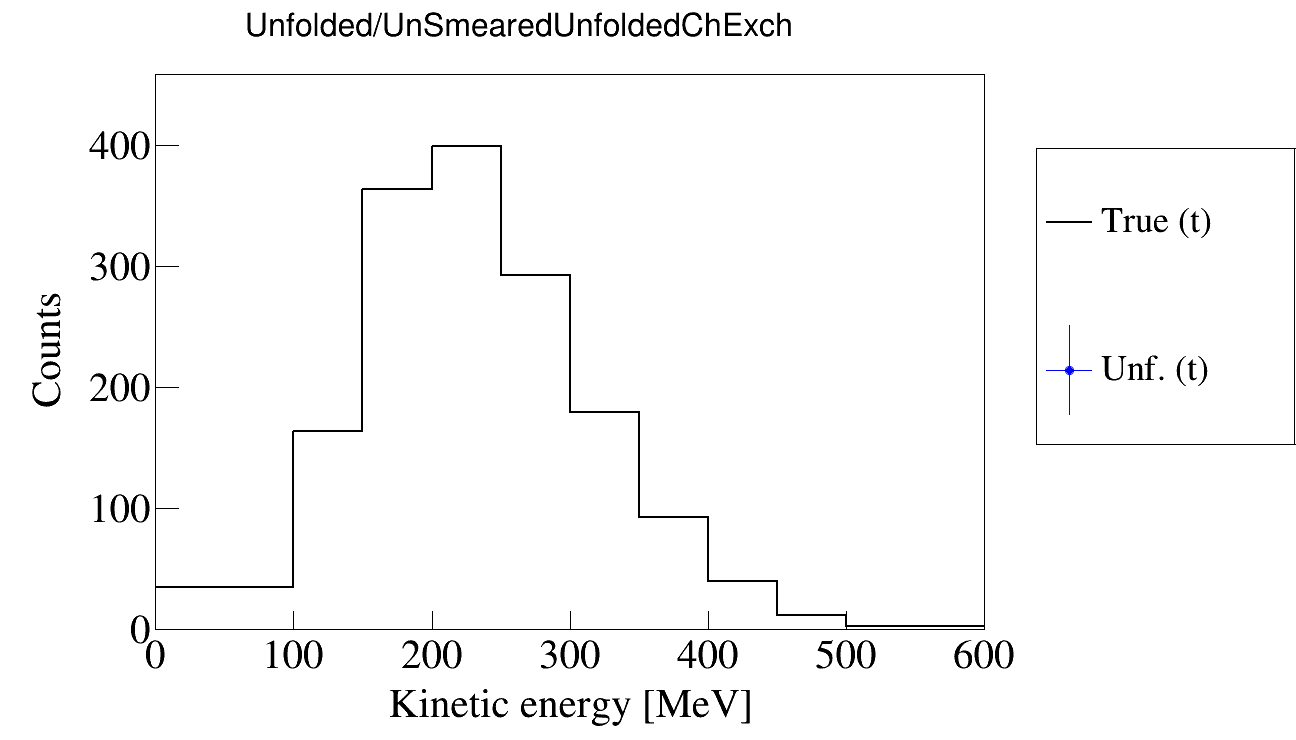 Unfolded/UnSmearedUnfoldedChExch
400
300
200
100
0
Counts
0 100 200 300 400 500 600
Kinetic energy [MeV]
True (t)
Unf. (t)